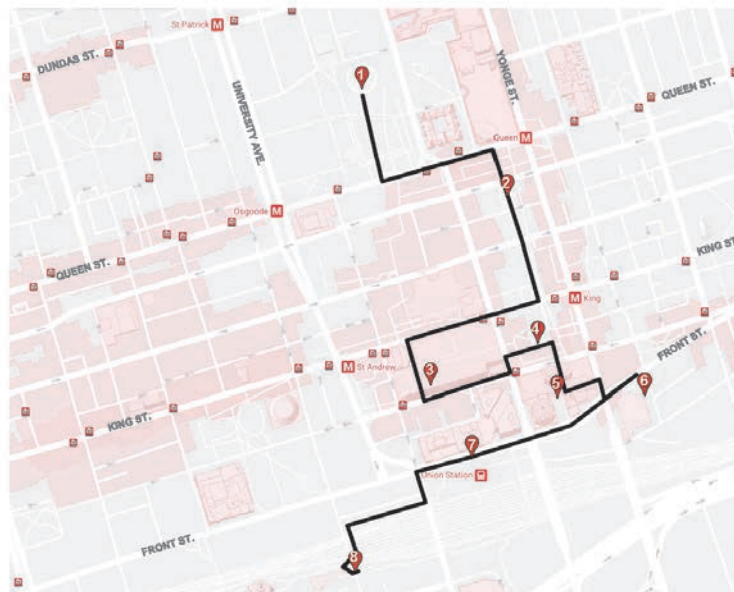 St Patrick M
DUNDAS ST.
1
UNIVERSITY AVE.
YONGE ST.
QUEEN ST.
Queen M
2
Osgoode M
QUEEN ST.
KING ST
M King
4
FRONT ST.
M St Andrew
3
5
6
KING ST.
7
Union Station
FRONT ST.
8